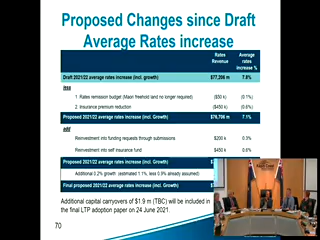 Proposed Changes since Draft
Average Rates increase
Rates Revenue Average rates increase %
Draft 2021/22 average rates increase (incl. growth) $77,206 m 7.8%
less
1. Rates remission budget (Maori freehold land no longer required) ($50 k) (0.1%)
2. Insurance premium reduction ($450 k) (0.6%)
Proposed 2021/22 average rates increase (incl. growth) $76,706 m 7.1%
add
Reinvestment into funding requests through submissions $200 k 0.3%
Reinvestment into self insurance fund $450 k 0.6%
Proposed 2021/22 average rates increase (incl. growth)
Additional 0.2% growth (estimated 1.1%, less 0.9% already assumed)
Final proposed 2021/22 average rates increase (incl. growth)
Additional capital carryovers of $1.9 m (TBC) will be included in
the final LTP adoption paper on 24 June 2021.
70